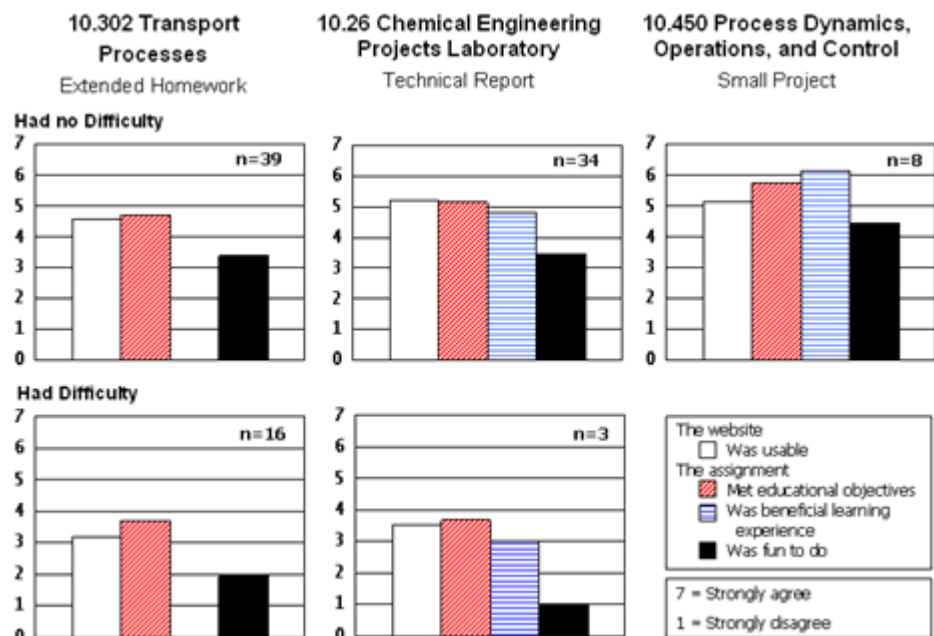 10.302 Transport
Processes
Extended Homework
10.26 Chemical Engineering
Projects Laboratory
Technical Report
10.450 Process Dynamics,
Operations, and Control
Small Project
Had no Difficulty
7
6
5
4
3
2
1
0
n=39
7
6
5
4
3
2
1
0
n=34
7
6
5
4
3
2
1
0
n=8
Had Difficulty
7
6
5
4
3
2
1
0
n=16
7
6
5
4
3
2
1
0
n=3
The website
Was usable
The assignment
Met educational objectives
Was beneficial learning
experience
Was fun to do
7 = Strongly agree
1 = Strongly disagree